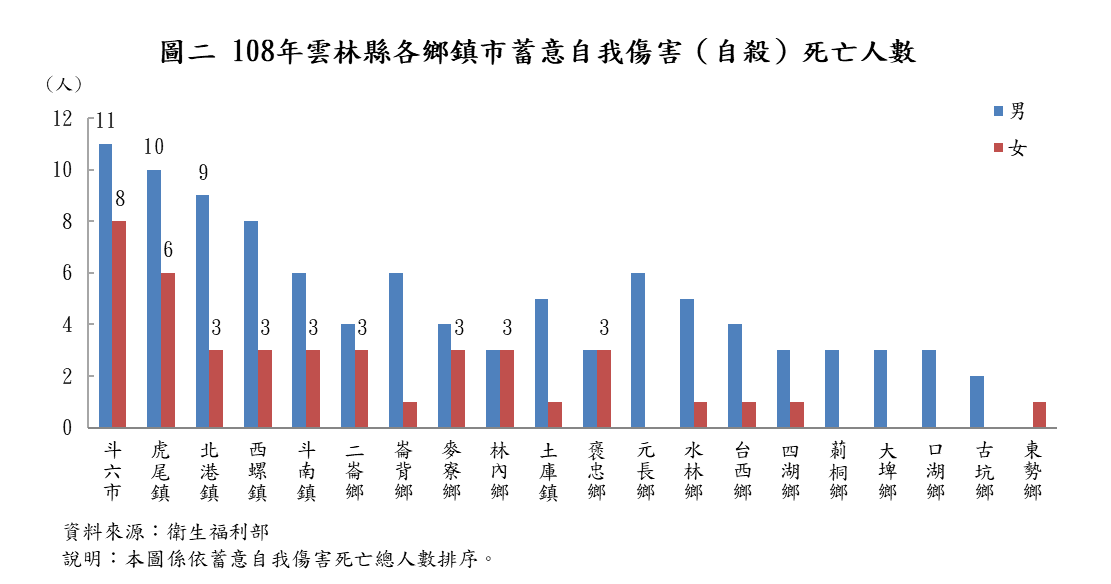 圖二 108年雲林縣各鄉鎮市蓄意自我傷害（自殺）死亡人數
（人）
男
女
12
10
8
6
4
2
0
11
8
10
6
9
3
3
3
3
3
3
3
斗六市
虎尾鎮
北港鎮
西螺鎮
斗南鎮
二崙鄉
崙背鄉
麥寮鄉
林內鄉
土庫鎮
褒忠鄉
元長鄉
水林鄉
台西鄉
四湖鄉
莿桐鄉
大埤鄉
口湖鄉
古坑鄉
東勢鄉
資料來源：衛生福利部
說明：本圖係依蓄意自我傷害死亡總人數排序。